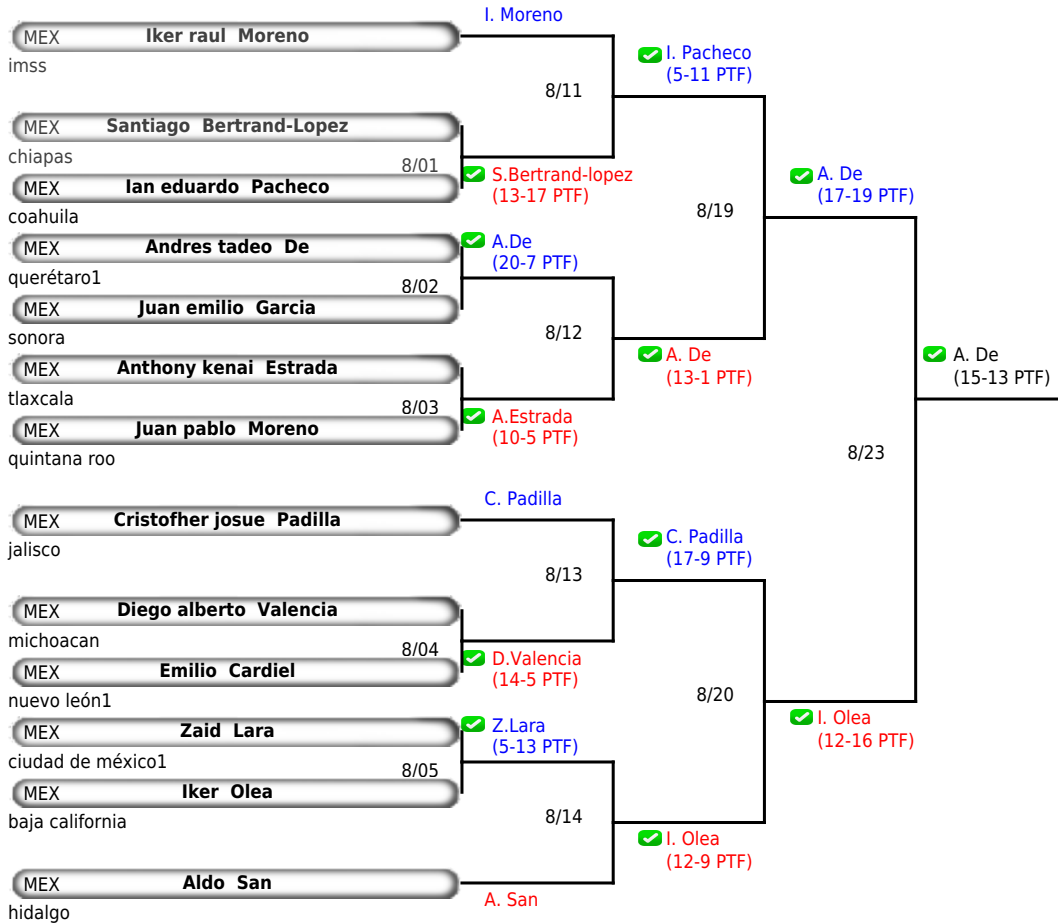 I. Moreno
MEX Iker raul Moreno
imss
I. Pacheco
(5-11 PTF)
8/11
MEX Santiago Bertrand-Lopez
chiapas
8/01
S.Bertrand-lopez
(13-17 PTF)
MEX Ian eduardo Pacheco
coahuila
A. De
(17-19 PTF)
8/19
MEX Andres tadeo De
querétaro1
A.De
(20-7 PTF)
8/02
MEX Juan emilio Garcia
sonora
8/12
A. De
(13-1 PTF)
A. De
(15-13 PTF)
MEX Anthony kenai Estrada
tlaxcala
8/03
A.Estrada
(10-5 PTF)
MEX Juan pablo Moreno
quintana roo
8/23
C. Padilla
MEX Cristofher josue Padilla
jalisco
C. Padilla
(17-9 PTF)
8/13
MEX Diego alberto Valencia
michoacan
8/04
D.Valencia
(14-5 PTF)
MEX Emilio Cardiel
nuevo león1
8/20
I. Olea
(12-16 PTF)
MEX Zaid Lara
ciudad de méxico1
Z.Lara
(5-13 PTF)
8/05
MEX Iker Olea
baja california
8/14
I. Olea
(12-9 PTF)
MEX Aldo San
hidalgo
A. San